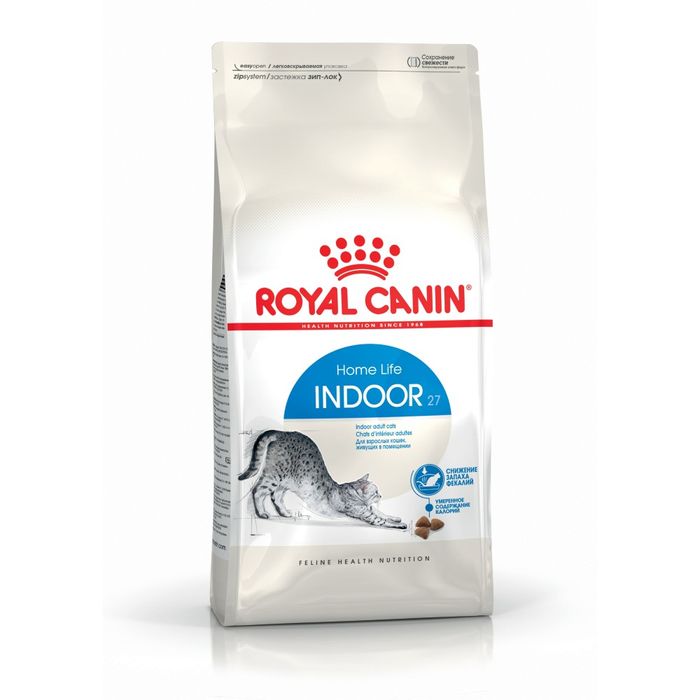 easyopen / легковскрываемая упаковка
zipsystem/застежка зип-лок
Сохранение
свежести
ROYAL CANIN®
HEALTH NUTRITION SINCE 1968
Home Life
INDOOR 27
Indoor adult cats
Chats d'intérieur adultes
Для взрослых кошек,
живущих в помещении
СНИЖЕНИЕ
ЗАПАХА
ФЕКАЛИЙ
УМЕРЕННОЕ
СОДЕРЖАНИЕ
КАЛОРИЙ
FELINE HEALTH NUTRITION